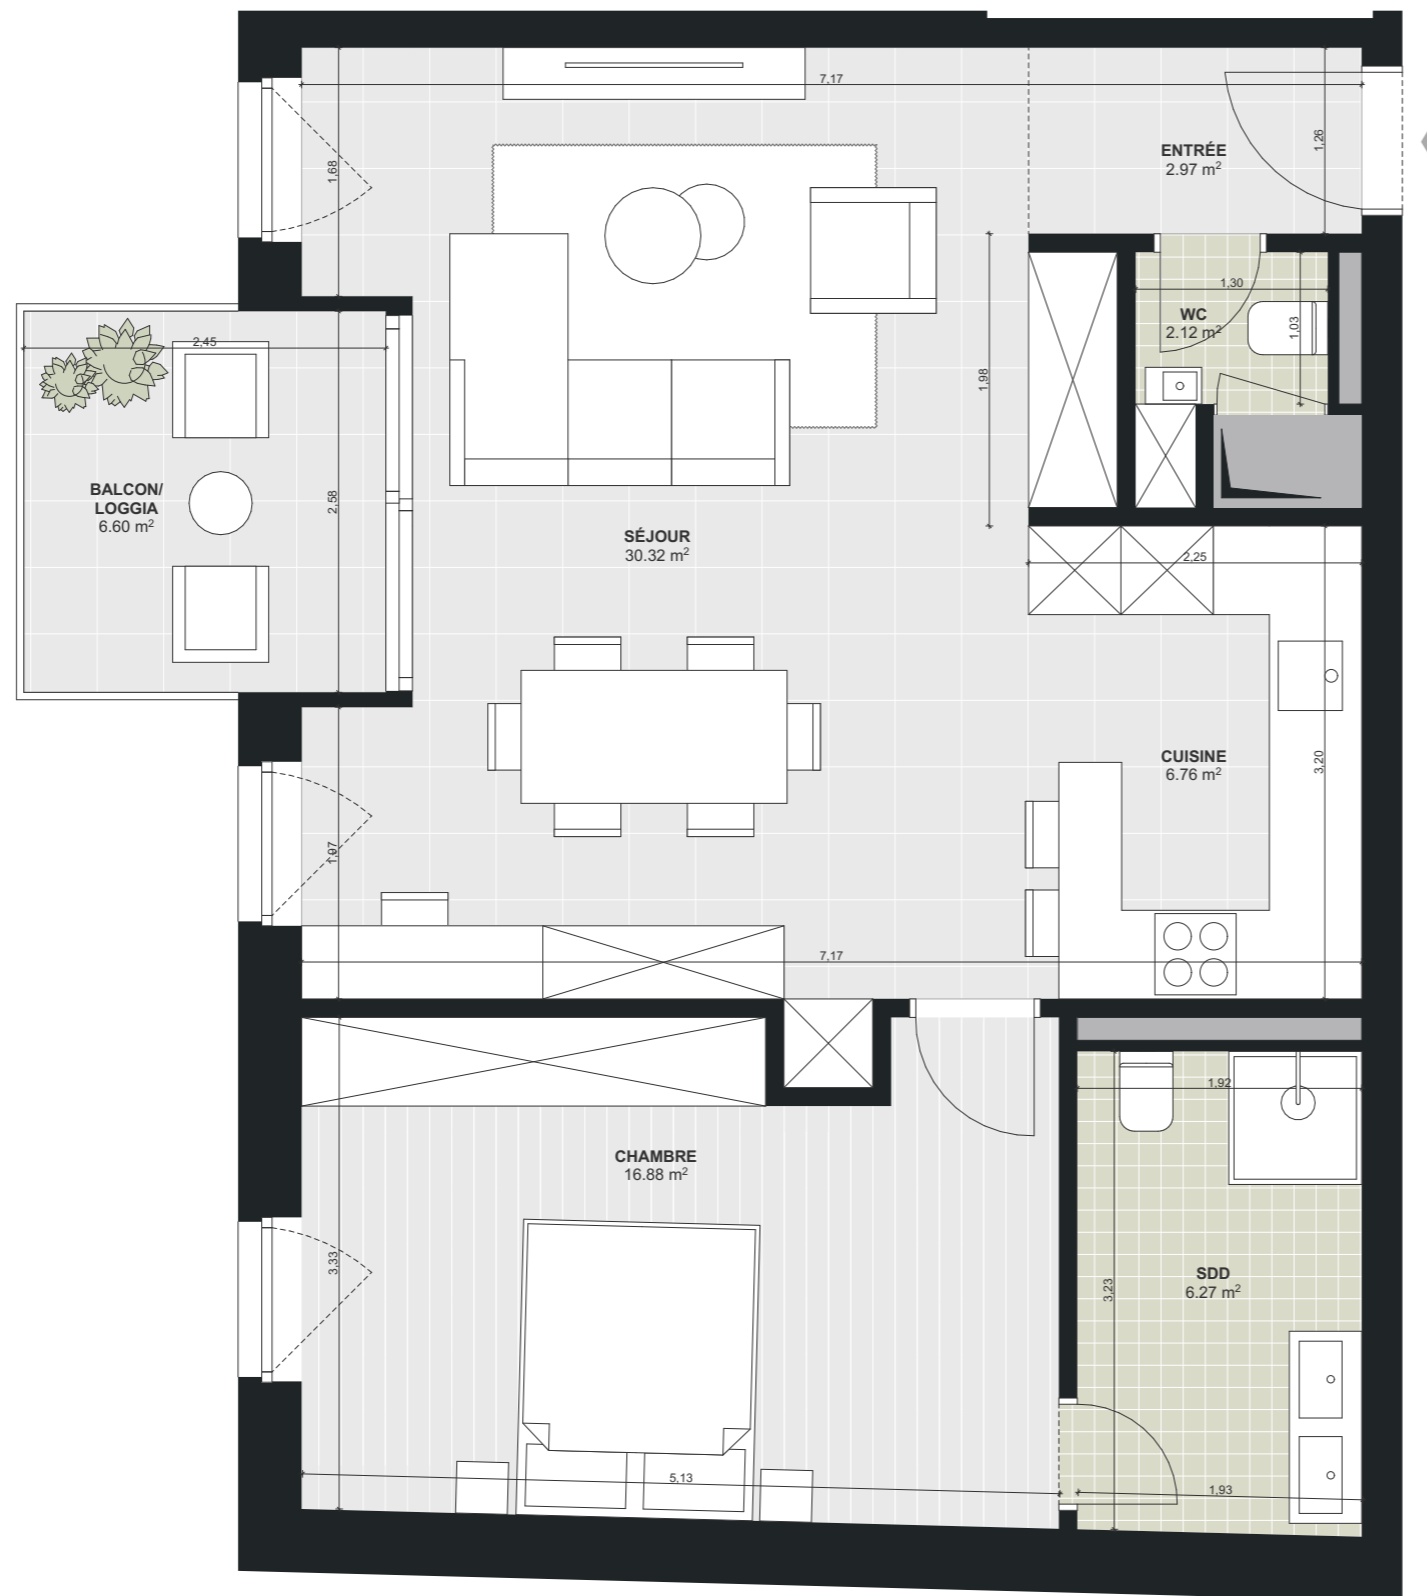 7,17
ENTRÉE
2.97 m²
1,26
1,68
1,30
WC
2.12 m²
1,03
2,45
1,98
BALCON/
LOGGIA
6.60 m²
2,58
SÉJOUR
30.32 m²
2,25
CUISINE
6.76 m²
3,20
1,97
7,17
1,92
CHAMBRE
16.88 m²
3,33
SDD
6.27 m²
3,23
5,13
1,93